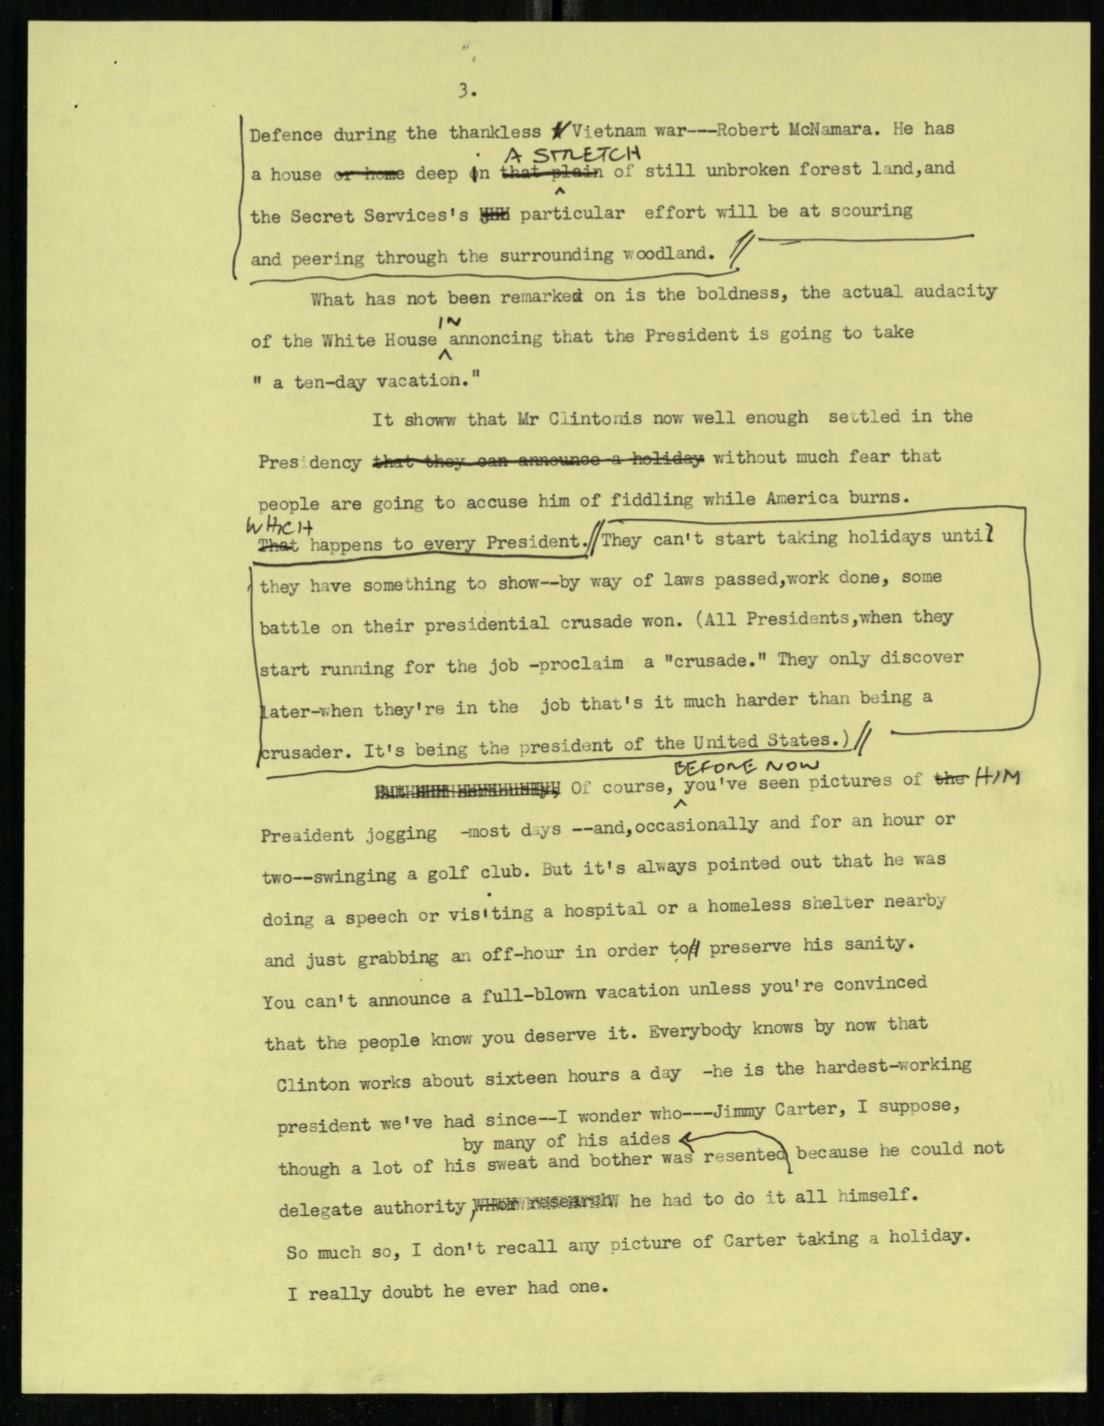 3.
Defence during the thankless Vietnam war---Robert McNamara. He has
A STRETCH
a house or home deep in that plain of still unbroken forest land,and
the Secret Services's particular effort will be at scouring
and peering through the surrounding woodland. //
What has not been remarked on is the boldness, the actual audacity
IN
of the White House annoncing that the President is going to take
" a ten-day vacation."
It showw that Mr Clintonis now well enough settled in the
Presidency that they can announce a holiday without much fear that
people are going to accuse him of fiddling while America burns.
WHICH
That happens to every President.// They can't start taking holidays until
they have something to show--by way of laws passed,work done, some
battle on their presidential crusade won. (All Presidents,when they
start running for the job -proclaim a "crusade." They only discover
later-when they're in the job that's it much harder than being a
crusader. It's being the president of the United States.) //
BEFORE NOW
Of course, you've seen pictures of the HIM
Preaident jogging -most days --and,occasionally and for an hour or
two--swinging a golf club. But it's always pointed out that he was
doing a speech or visiting a hospital or a homeless shelter nearby
and just grabbing an off-hour in order to preserve his sanity.
You can't announce a full-blown vacation unless you're convinced
that the people know you deserve it. Everybody knows by now that
Clinton works about sixteen hours a day -he is the hardest-working
president we've had since--I wonder who---Jimmy Carter, I suppose,
by many of his aides
though a lot of his sweat and bother was resented because he could not
delegate authority, he had to do it all himself.
So much so, I don't recall any picture of Carter taking a holiday.
I really doubt he ever had one.